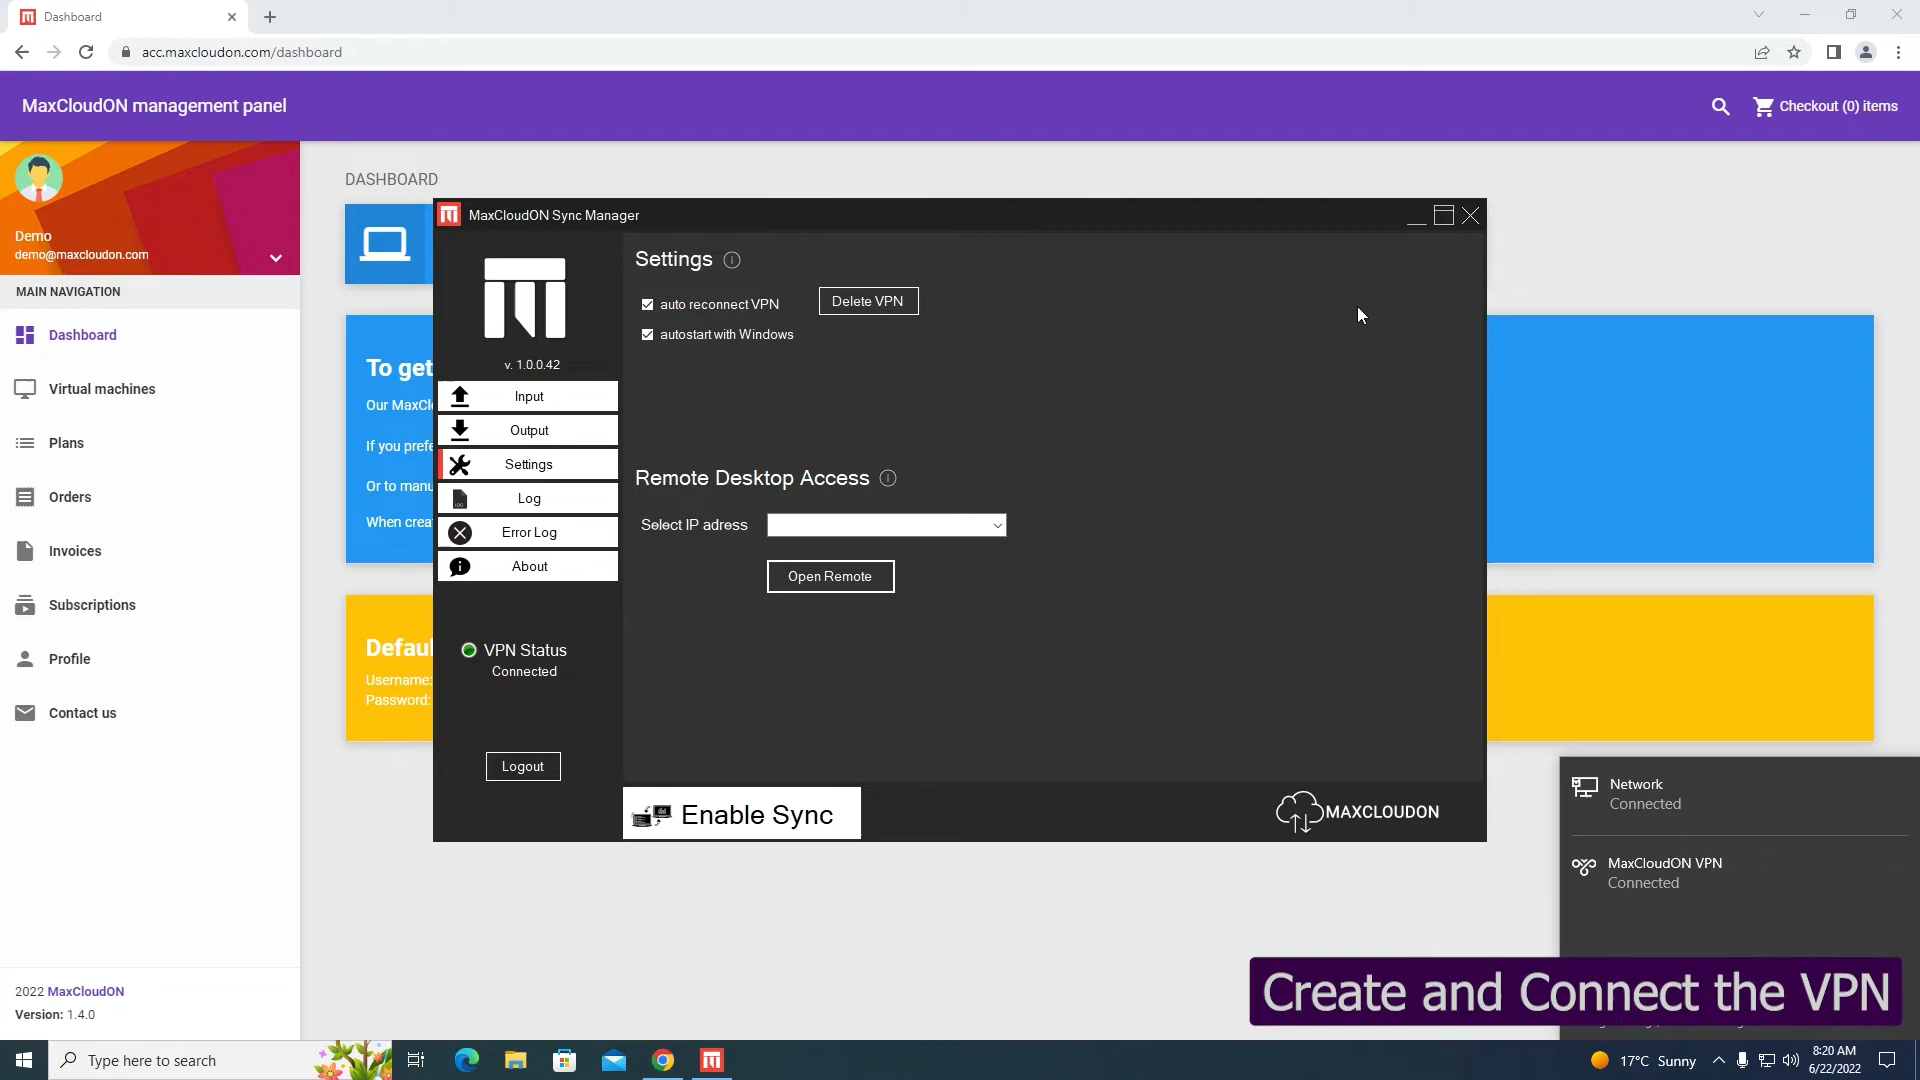 Dashboard
acc.maxcloudon.com/dashboard
MaxCloudON management panel
Checkout (0) items
Demo
demo@maxcloudon.com
MAIN NAVIGATION
Dashboard
Virtual machines
Plans
Orders
Invoices
Subscriptions
Profile
Contact us
2022 MaxCloudON
Version: 1.4.0
DASHBOARD
To get
Our MaxClo
If you prefe
Or to manu
When crea
Defaul
Username:
Password:
MaxCloudON Sync Manager
v. 1.0.0.42
Input
Output
Settings
Log
Error Log
About
VPN Status
Connected
Logout
Settings
auto reconnect VPN
Delete VPN
autostart with Windows
Remote Desktop Access
Select IP adress
Open Remote
Enable Sync
MAXCLOUDON
Network
Connected
MaxCloudON VPN
Connected
Create and Connect the VPN
Type here to search
17°C Sunny
8:20 AM
6/22/2022